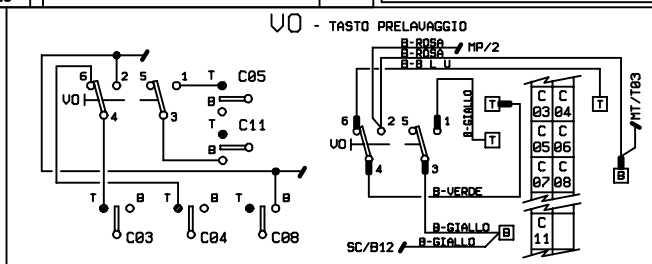 VO - TASTO PRELAVAGGIO
B-ROSA
B-ROSA
MP/2
B-B L U
6 2 5 1 T C05
VO
B
4 3
T C11
B
T B T B T B
C03 C04 C08
6 2 5 1
B-GIALLO
VO
4 3
T
T
T
B-VERDE
B-GIALLO
B
SC/B12
B-GIALLO
C 03 C 04
C 05 C 06
C 07 C 08
C 11
MT/T03
B